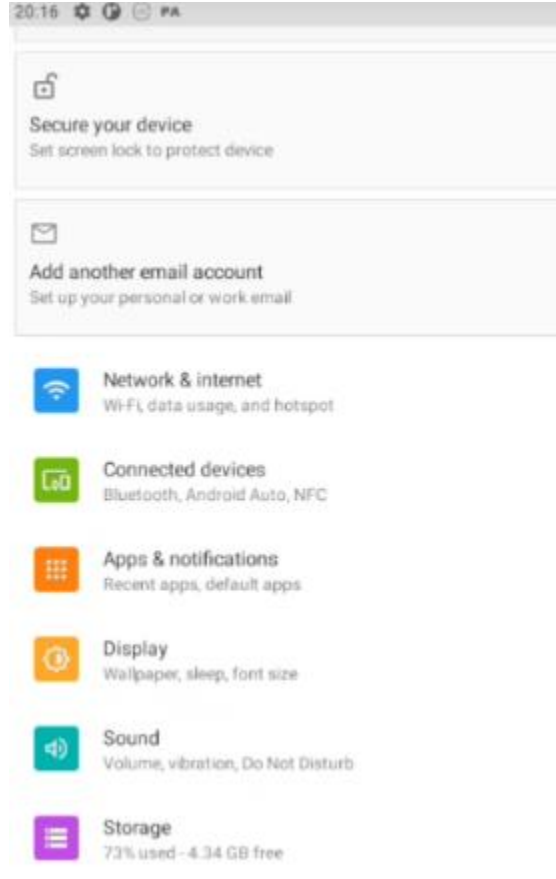 20:16 PA
Secure your device
Set screen lock to protect device
Add another email account
Set up your personal or work email
Network & internet
Wi-Fi, data usage, and hotspot
Connected devices
Bluetooth, Android Auto, NFC
Apps & notifications
Recent apps, default apps
Display
Wallpaper, sleep, font size
Sound
Volume, vibration, Do Not Disturb
Storage
73% used - 4.34 GB free